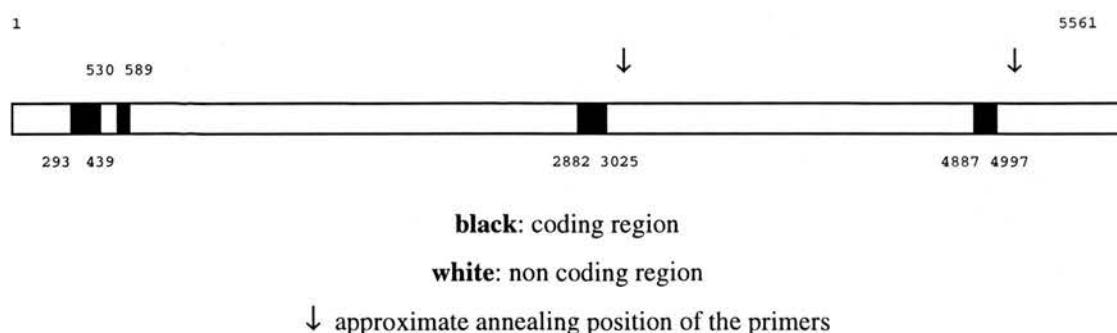 1 5561
530 589
293 439 2882 3025 4887 4997
black: coding region
white: non coding region
↓ approximate annealing position of the primers